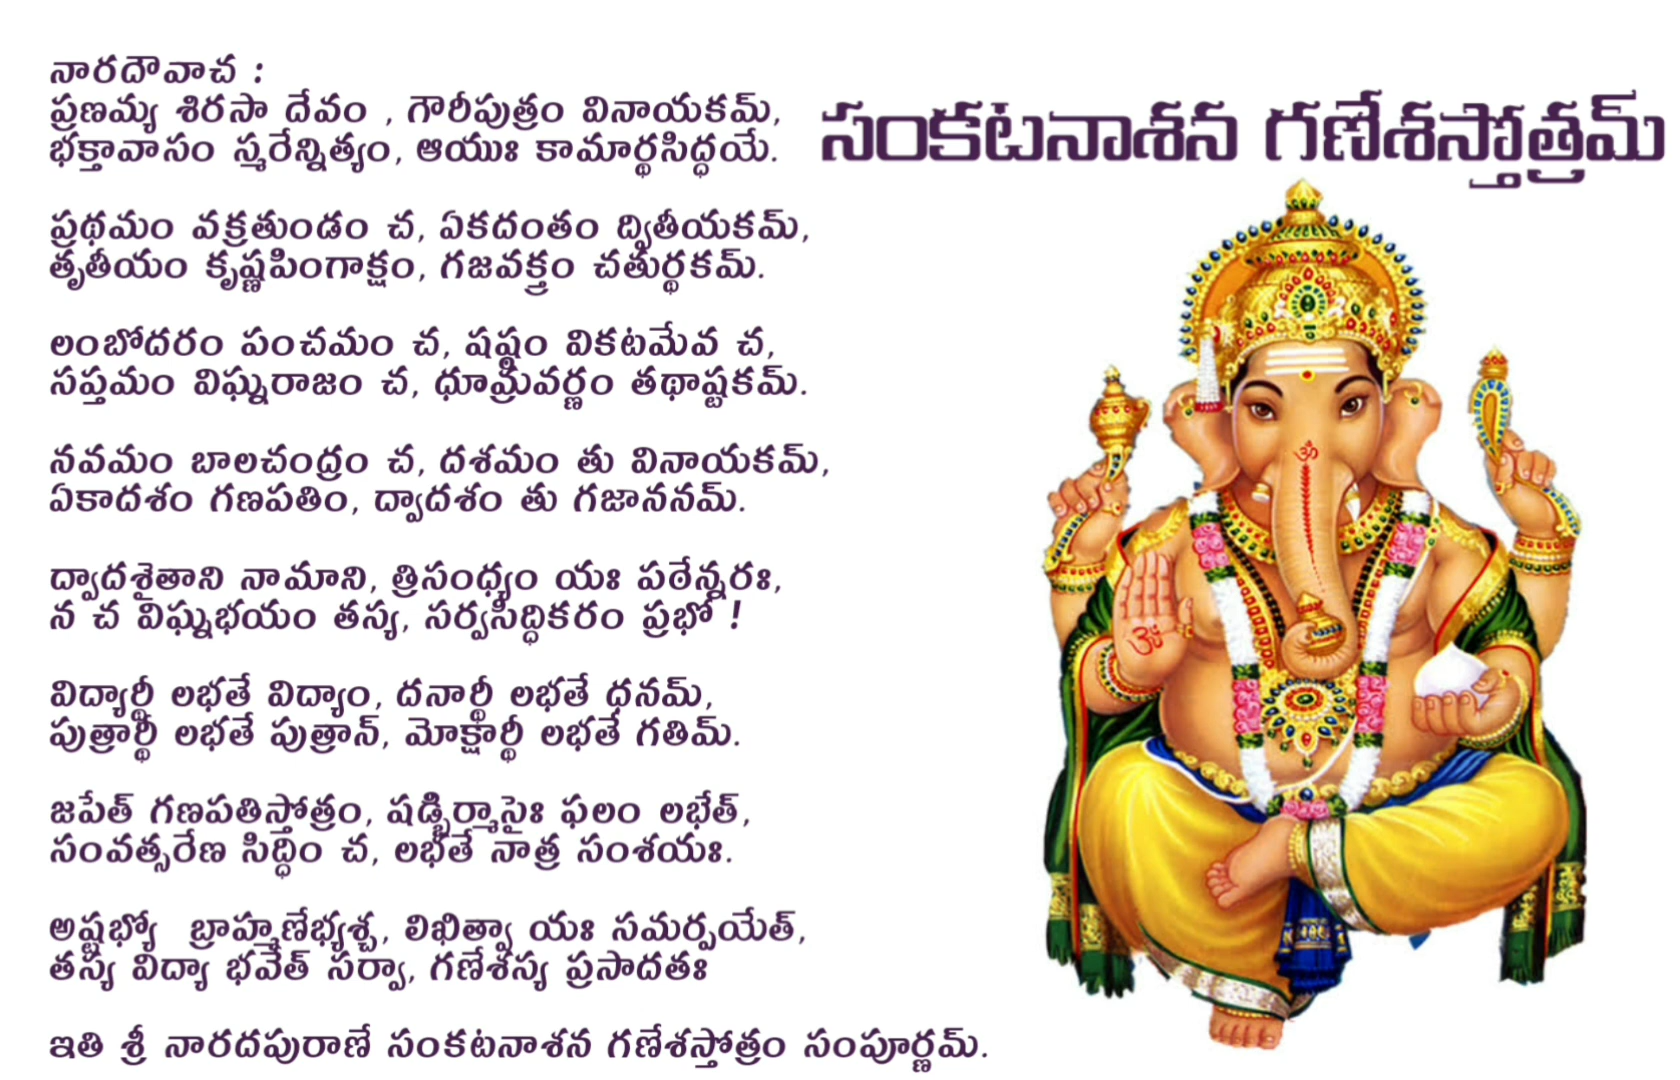 సంకటనాశన గణేశస్తోత్రమ్
నారదౌవాచ :
ప్రణమ్య శిరసా దేవం , గౌరీపుత్రం వినాయకమ్,
భక్తావాసం స్మరేన్నిత్యం, ఆయుః కామార్థసిద్ధయే.
ప్రథమం వక్రతుండం చ, ఏకదంతం ద్వితీయకమ్,
తృతీయం కృష్ణపింగాక్షం, గజవక్త్రం చతుర్థకమ్.
లంబోదరం పంచమం చ, షష్ఠం వికటమేవ చ,
సప్తమం విఘ్నరాజం చ, ధూమ్రవర్ణం తథాష్టకమ్.
నవమం బాలచంద్రం చ, దశమం తు వినాయకమ్,
ఏకాదశం గణపతిం, ద్వాదశం తు గజాననమ్.
ద్వాదశైతాని నామాని, త్రిసంధ్యం యః పఠేన్నరః,
న చ విఘ్నభయం తస్య, సర్వసిద్ధికరం ప్రభో !
విద్యార్థీ లభతే విద్యాం, దనార్థీ లభతే ధనమ్,
పుత్రార్థీ లభతే పుత్రాన్, మోక్షార్థీ లభతే గతిమ్.
జపేత్ గణపతిస్తోత్రం, షడ్భిర్మాసైః ఫలం లభేత్,
సంవత్సరేణ సిద్ధిం చ, లభతే నాత్ర సంశయః.
అష్టభ్యో బ్రాహ్మణేభ్యశ్చ, లిఖిత్వా యః సమర్పయేత్,
తస్య విద్యా భవేత్ సర్వా, గణేశస్య ప్రసాదతః
ఇతి శ్రీ నారదపురాణే సంకటనాశన గణేశస్తోత్రం సంపూర్ణమ్.
ॐ
ॐ